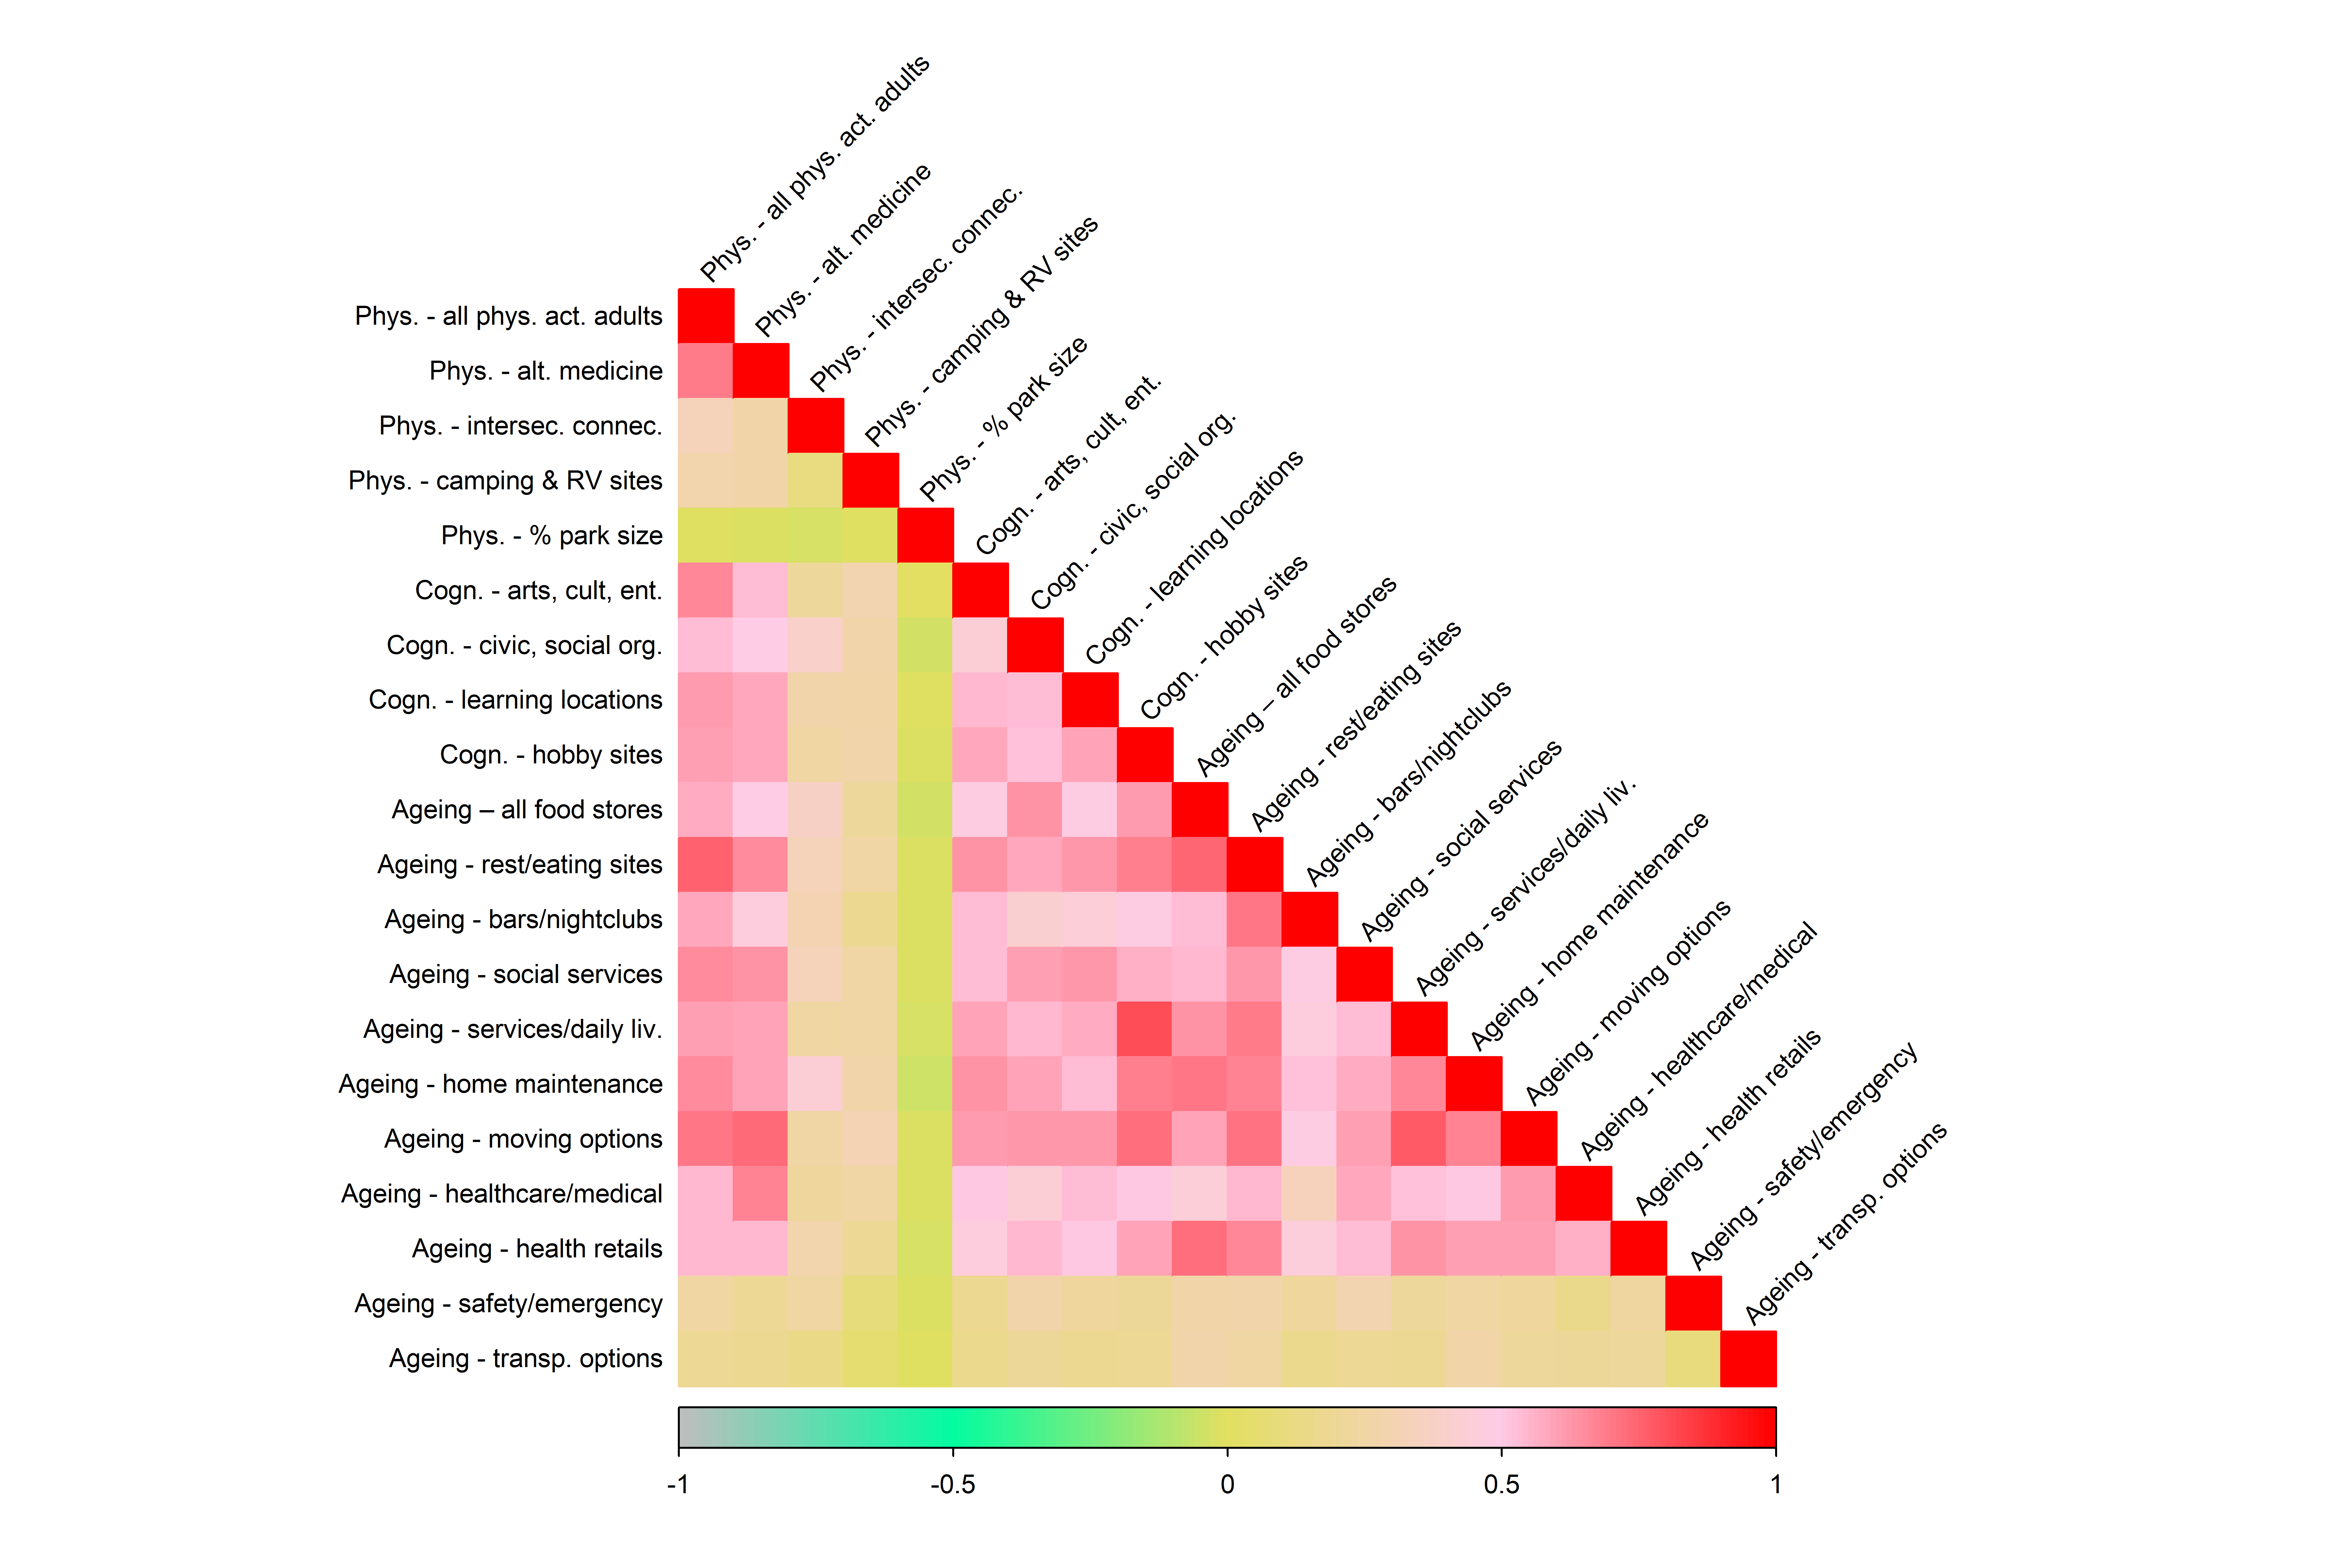 Phys. - all phys. act. adults
Phys. - alt. medicine
Phys. - intersec. connec.
Phys. - camping & RV sites
Phys. - % park size
Cogn. - arts, cult, ent.
Cogn. - civic, social org.
Cogn. - learning locations
Cogn. - hobby sites
Ageing – all food stores
Ageing - rest/eating sites
Ageing - bars/nightclubs
Ageing - social services
Ageing - services/daily liv.
Ageing - home maintenance
Ageing - moving options
Ageing - healthcare/medical
Ageing - health retails
Ageing - safety/emergency
Ageing - transp. options
Phys. - all phys. act. adults
Phys. - alt. medicine
Phys. - intersec. connec.
Phys. - camping & RV sites
Phys. - % park size
Cogn. - arts, cult, ent.
Cogn. - civic, social org.
Cogn. - learning locations
Cogn. - hobby sites
Ageing – all food stores
Ageing - rest/eating sites
Ageing - bars/nightclubs
Ageing - social services
Ageing - services/daily liv.
Ageing - home maintenance
Ageing - moving options
Ageing - healthcare/medical
Ageing - health retails
Ageing - safety/emergency
Ageing - transp. options
-1 -0.5 0 0.5 1